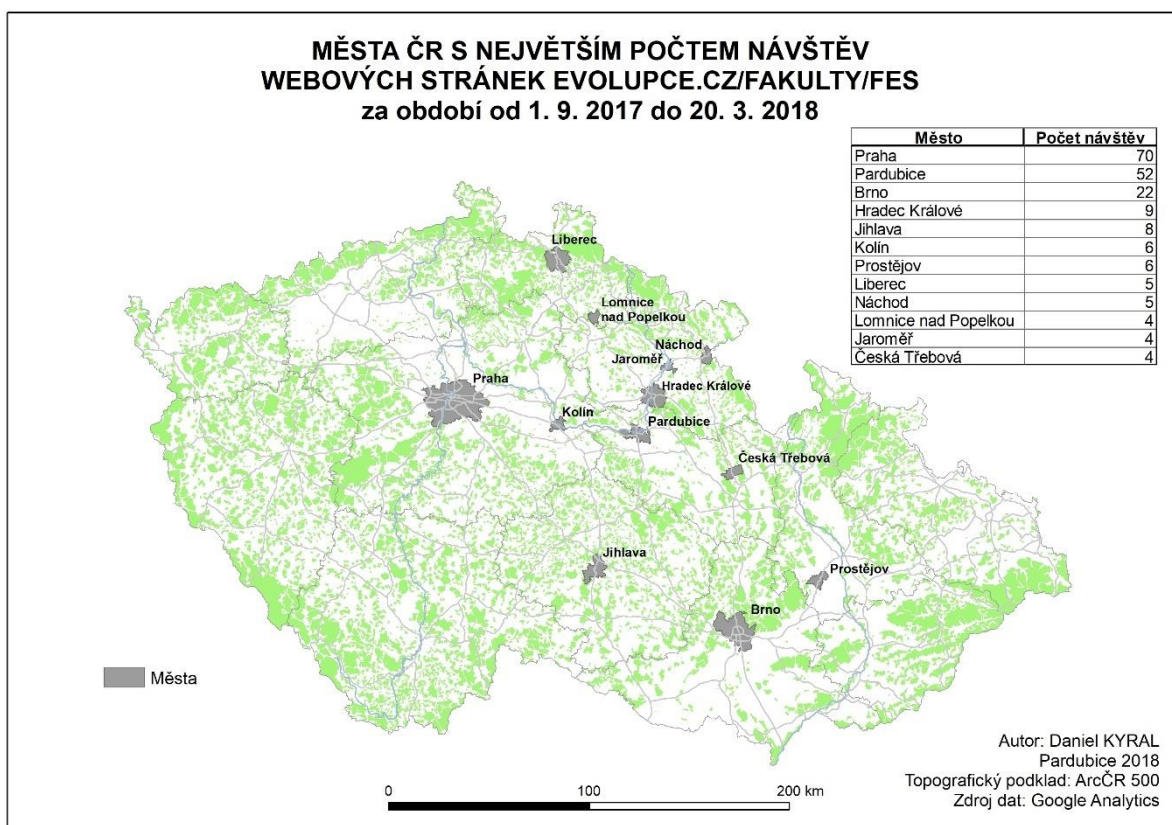 MĚSTA ČR S NEJVĚTŠÍM POČTEM NÁVŠTĚV
WEBOVÝCH STRÁNEK EVOLUPCE.CZ/FAKULTY/FES
za období od 1. 9. 2017 do 20. 3. 2018
Město Počet návštěv
Praha 70
Pardubice 52
Brno 22
Hradec Králové 9
Jihlava 8
Kolín 6
Prostějov 6
Liberec 5
Náchod 5
Lomnice nad Popelkou 4
Jaroměř 4
Česká Třebová 4
Liberec
Lomnice
nad Popelkou
Náchod
Jaroměř
Praha
Hradec Králové
Kolín
Pardubice
Česká Třebová
Jihlava
Prostějov
Brno
Města
Autor: Daniel KYRAL
Pardubice 2018
Topografický podklad: ArcČR 500
Zdroj dat: Google Analytics
0 100 200 km